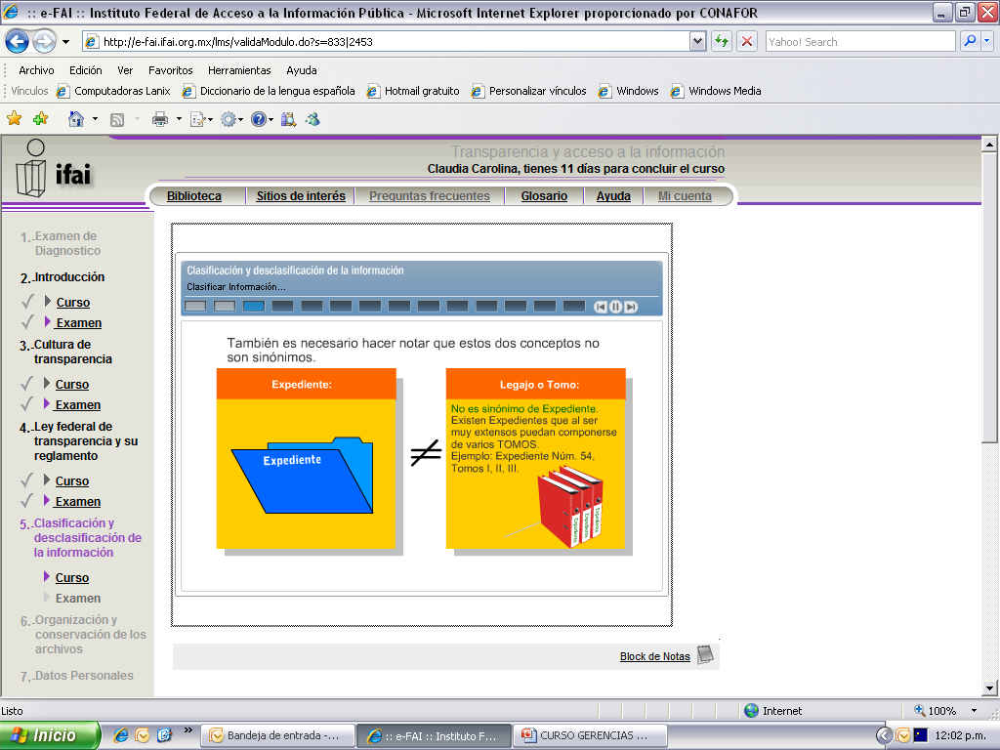 :: e-FAI :: Instituto Federal de Acceso a la Información Pública - Microsoft Internet Explorer proporcionado por CONAFOR
http://e-fai.ifai.org.mx/lms/validaModulo.do?s=833|2453
Yahoo! Search
Archivo Edición Ver Favoritos Herramientas Ayuda
Vínculos Computadoras Lanix Diccionario de la lengua española Hotmail gratuito Personalizar vínculos Windows Windows Media
ifai
Transparencia y acceso a la información
Claudia Carolina, tienes 11 días para concluir el curso
Biblioteca Sitios de interés Preguntas frecuentes Glosario Ayuda Mi cuenta
1. Examen de
Diagnostico
2. Introducción
Curso
Examen
3. Cultura de
transparencia
Curso
Examen
4. Ley federal de
transparencia y su
reglamento
Curso
Examen
5. Clasificación y
desclasificación de
la información
Curso
Examen
6. Organización y
conservación de los
archivos
7. Datos Personales
Clasificación y desclasificación de la información
Clasificar Información...
También es necesario hacer notar que estos dos conceptos no
son sinónimos.
Expediente:
Expediente
≠
Legajo o Tomo:
No es sinónimo de Expediente.
Existen Expedientes que al ser
muy extensos puedan componerse
de varios TOMOS.
Ejemplo: Expediente Núm. 54,
Tomos I, II, III.
Expediente
Expediente
Expediente
Block de Notas
Listo
Internet
100%
Inicio
»
Bandeja de entrada -...
:: e-FAI :: Instituto F...
CURSO GERENCIAS ...
12:02 p.m.